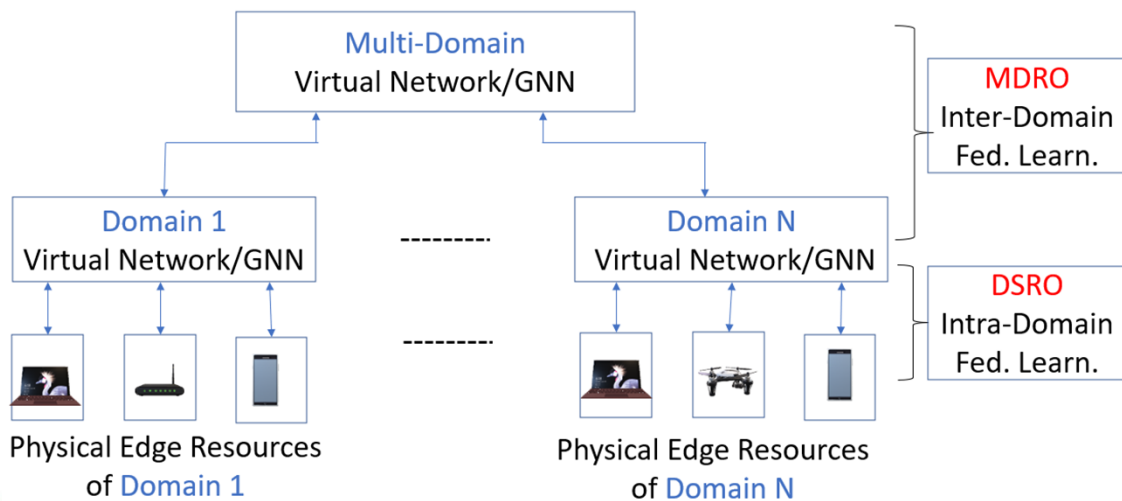 Multi-Domain
Virtual Network/GNN
MDRO
Inter-Domain
Fed. Learn.
Domain 1
Virtual Network/GNN
Domain N
Virtual Network/GNN
DSRO
Intra-Domain
Fed. Learn.
Physical Edge Resources
of Domain 1
Physical Edge Resources
of Domain N